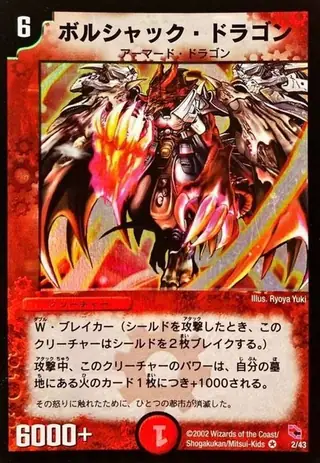 6
ボルシャック・ドラゴン
アーマード・ドラゴン
Illus. Ryoya Yuki
クリーチャー
W・ブレイカー（シールドを攻撃したとき、この
クリーチャーはシールドを2枚ブレイクする。）
攻撃中、このクリーチャーのパワーは、自分の墓
地にある火のカード1枚につき+1000される。
その怒りに触れたために、ひとつの都市が消滅した。
6000+
1
©2002 Wizards of the Coast/
Shogakukan/Mitsui-Kids
2/43